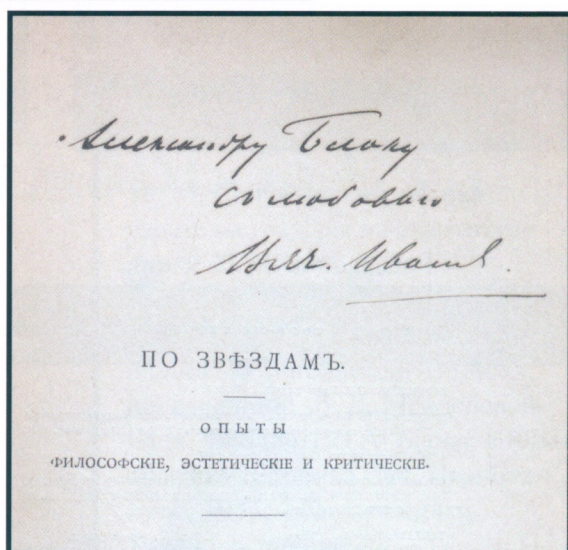 Александру Блоку
съ любовью
Вяч. Иванов.
ПО ЗВѢЗДАМЪ.
ОПЫТЫ
ФИЛОСОФСКІЕ, ЭСТЕТИЧЕСКІЕ И КРИТИЧЕСКІЕ.